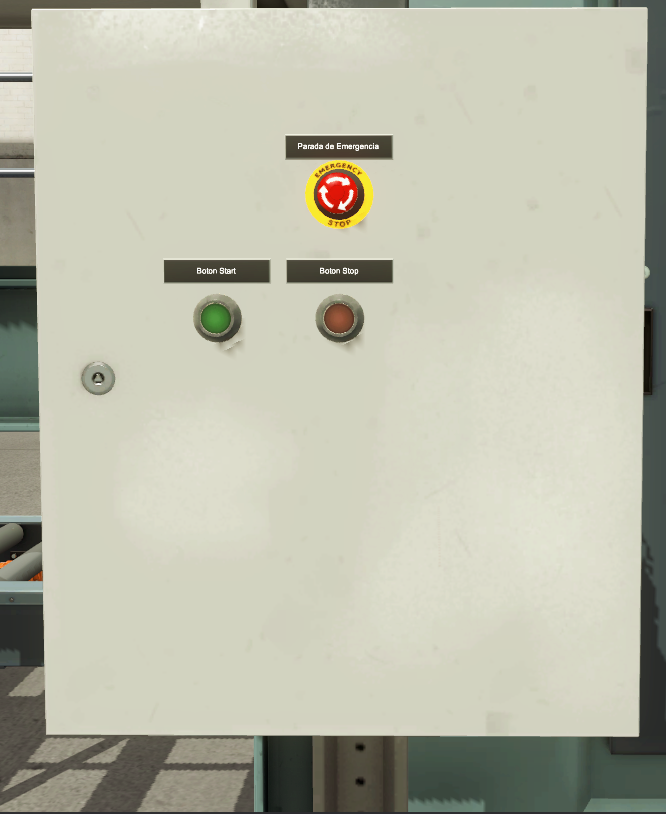 Parada de Emergencia
EMERGENCY
STOP
Boton Start
Boton Stop